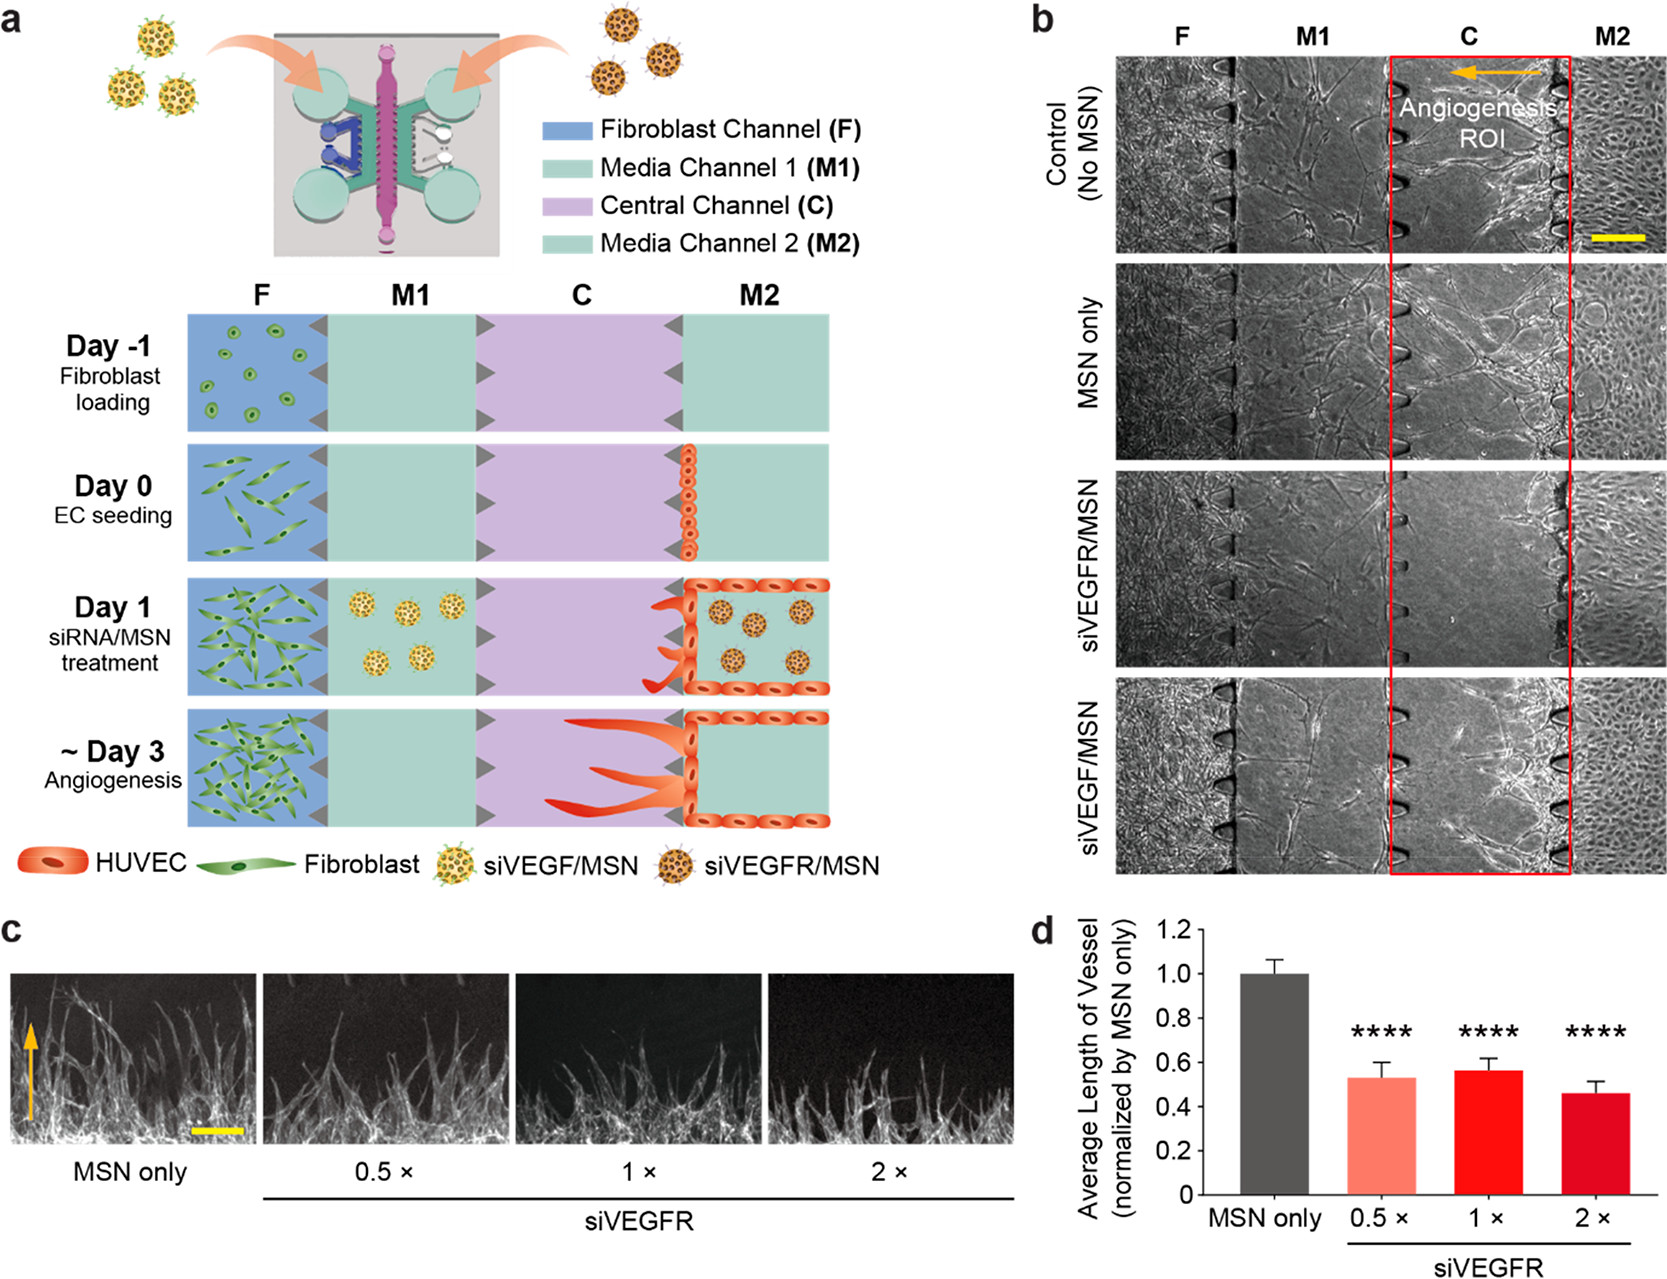 a
Fibroblast Channel (F)
Media Channel 1 (M1)
Central Channel (C)
Media Channel 2 (M2)
F M1 C M2
Day -1
Fibroblast
loading
Day 0
EC seeding
Day 1
siRNA/MSN
treatment
~ Day 3
Angiogenesis
HUVEC Fibroblast siVEGF/MSN siVEGFR/MSN
b
F M1 C M2
Control
(No MSN)
Angiogenesis
ROI
MSN only
siVEGFR/MSN
siVEGF/MSN
c
MSN only 0.5 × 1 × 2 ×
siVEGFR
d
Average Length of Vessel
(normalized by MSN only)
1.2
1.0
0.8
0.6
0.4
0.2
0
**** **** ****
MSN only 0.5 × 1 × 2 ×
siVEGFR